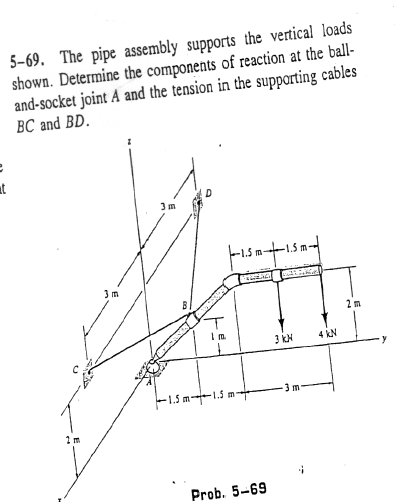 5-69. The pipe assembly supports the vertical loads
shown. Determine the components of reaction at the ball-
and-socket joint A and the tension in the supporting cables
BC and BD.
z
D
3 m
1.5 m
1.5 m
3 m
B
2 m
1 m
3 kN
4 kN
y
C
A
1.5 m
1.5 m
3 m
2 m
x
Prob. 5-69